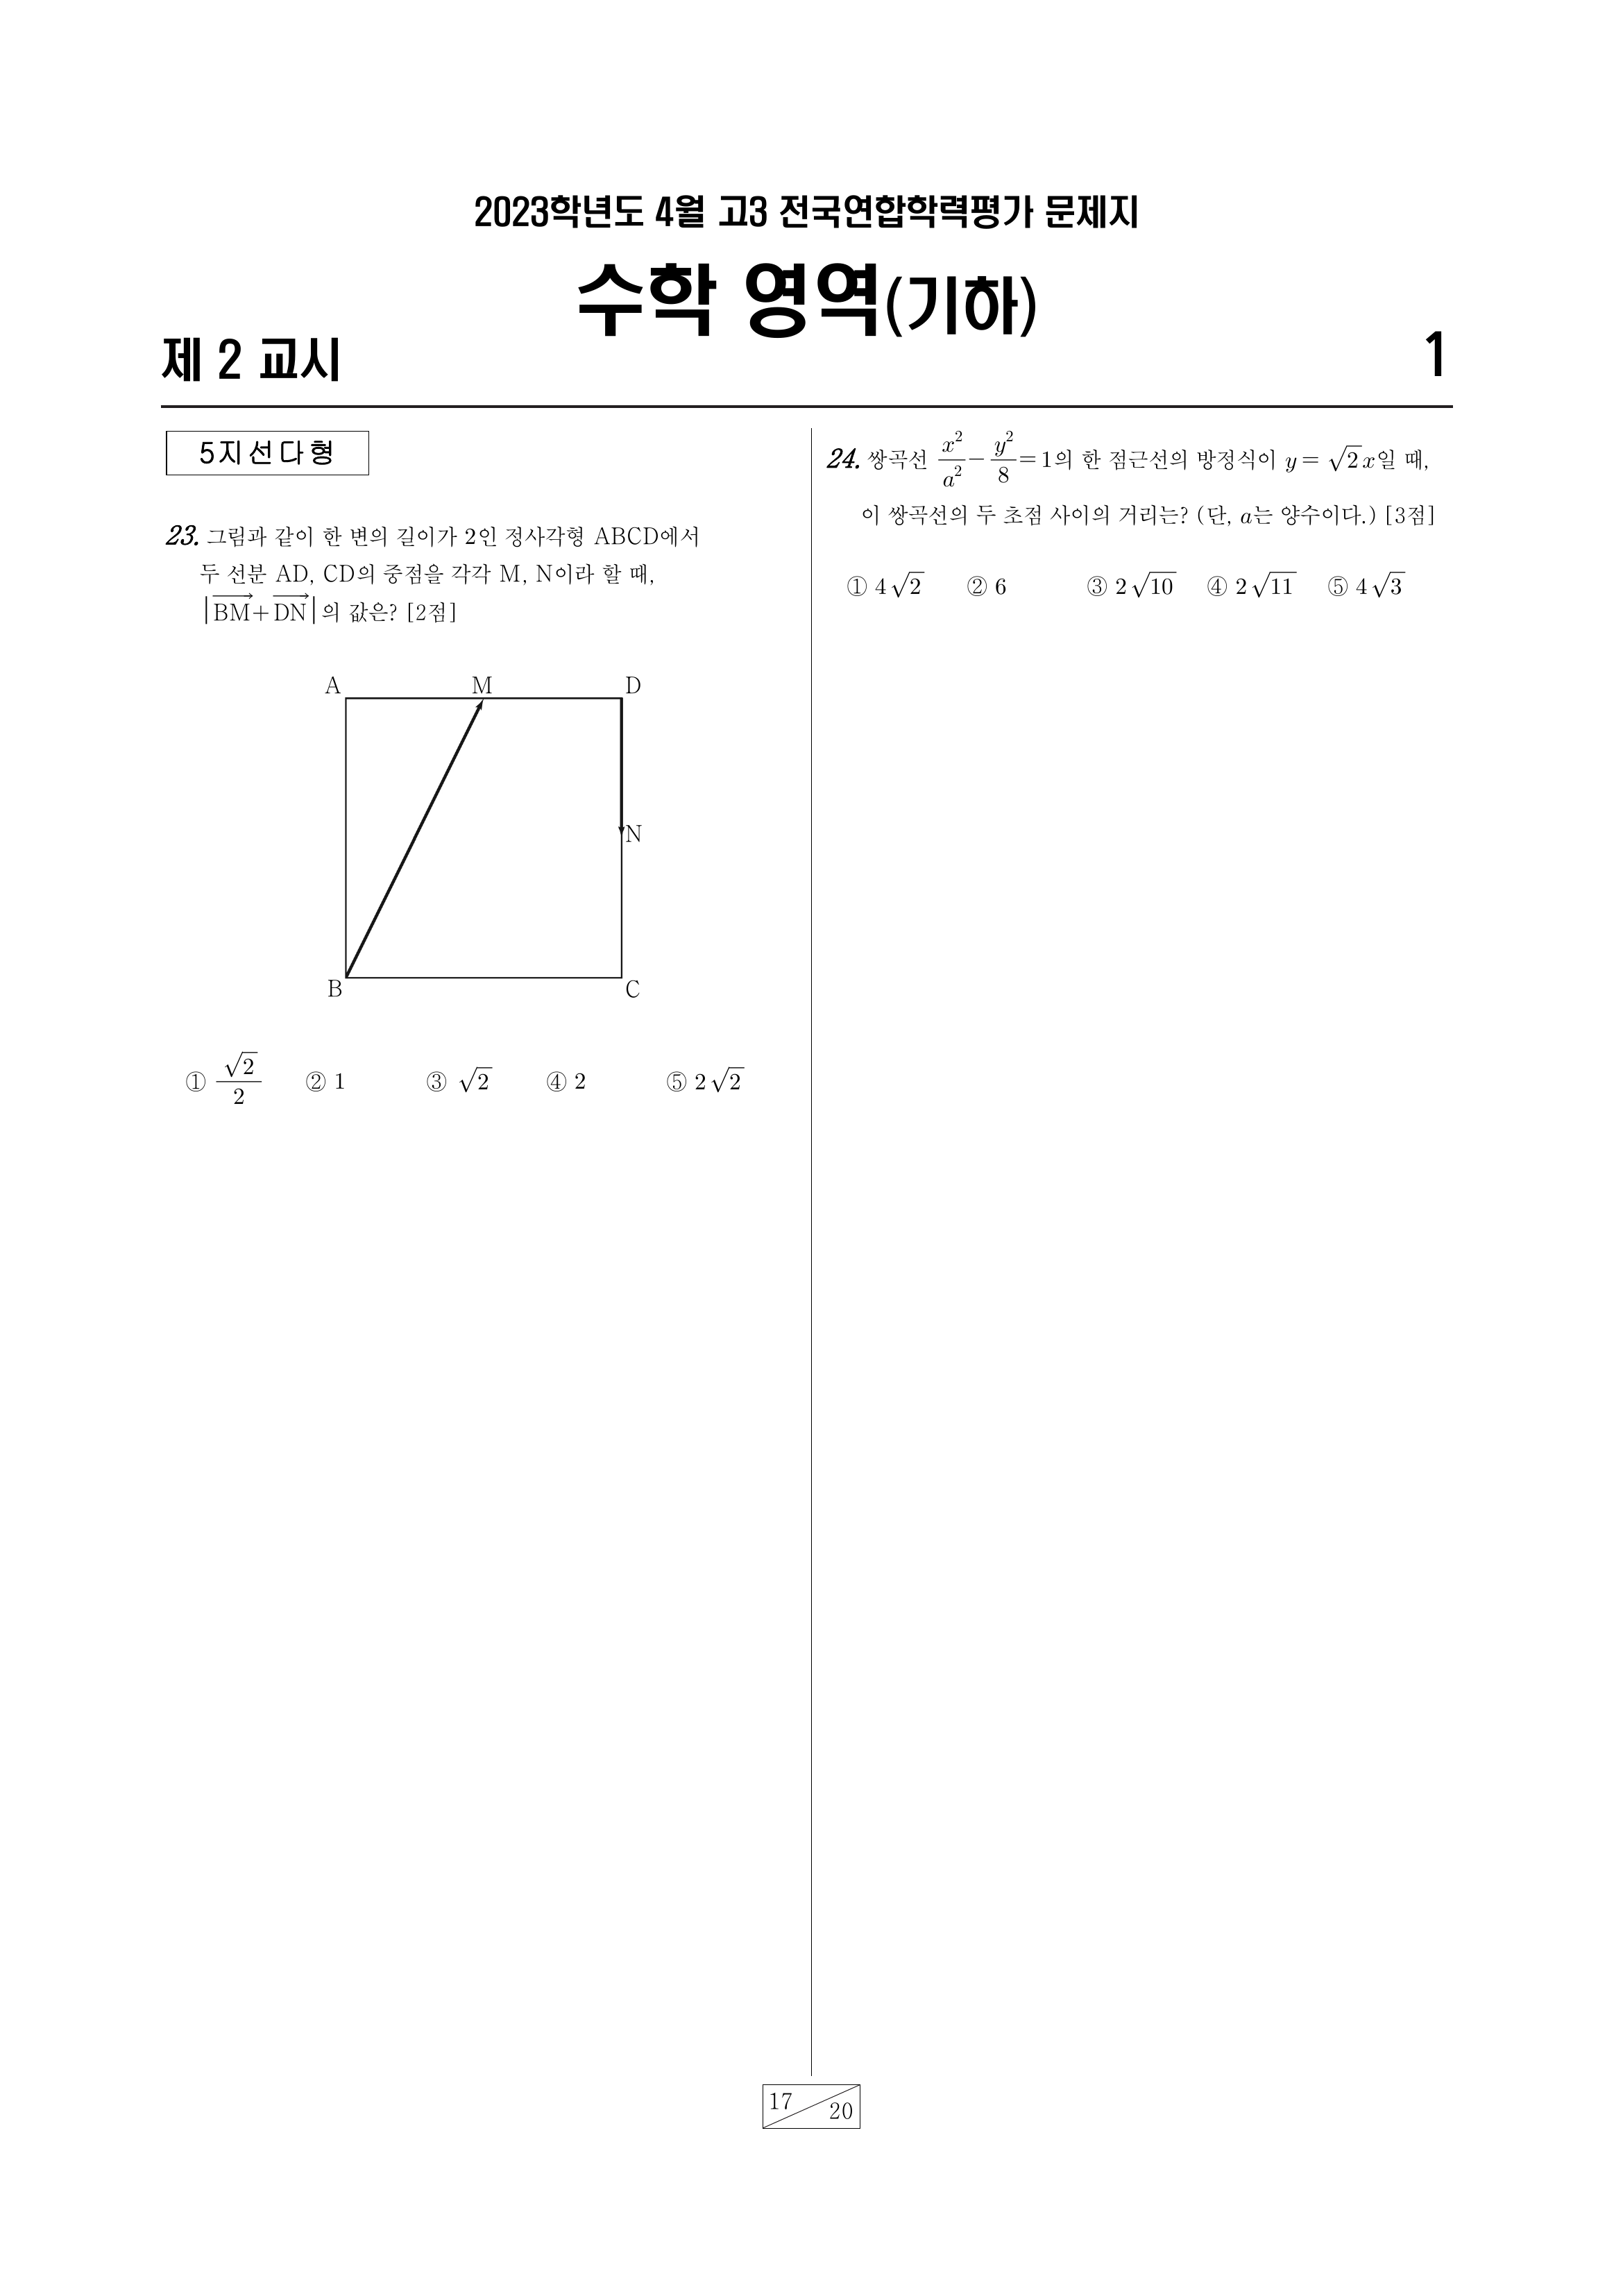 2023학년도 4월 고3 전국연합학력평가 문제지
수학 영역(기하)
제 2 교시
1
5지선다형
23. 그림과 같이 한 변의 길이가 2인 정사각형 ABCD에서
두 선분 AD, CD의 중점을 각각 M, N이라 할 때,
|\overrightarrow{BM}+\overrightarrow{DN}|의 값은? [2점]
A M D
N
B C
① \frac{√2}{2} ② 1 ③ √2 ④ 2 ⑤ 2√2
24. 쌍곡선 \frac{x^2}{a^2}-\frac{y^2}{8}=1의 한 점근선의 방정식이 y=√2x일 때,
이 쌍곡선의 두 초점 사이의 거리는? (단, a는 양수이다.) [3점]
① 4√2 ② 6 ③ 2√10 ④ 2√11 ⑤ 4√3
17 20